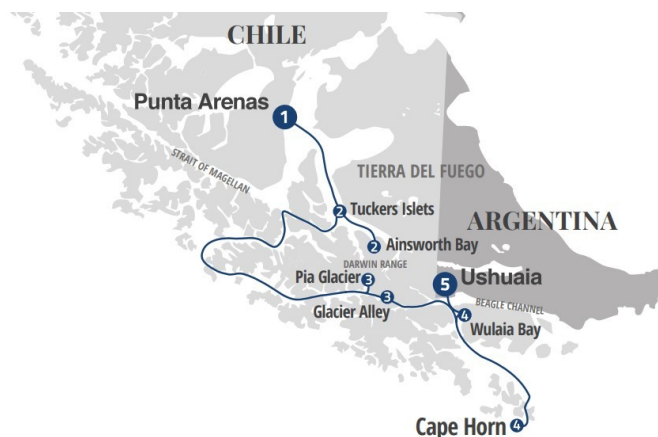 CHILE
Punta Arenas
1
STRAIT OF MAGELLAN
TIERRA DEL FUEGO
2
Tuckers Islets
ARGENTINA
2
Ainsworth Bay
DARWIN RANGE
Pia Glacier
3
5
Ushuaia
3
Glacier Alley
BEAGLE CHANNEL
4
Wulaia Bay
Cape Horn
4